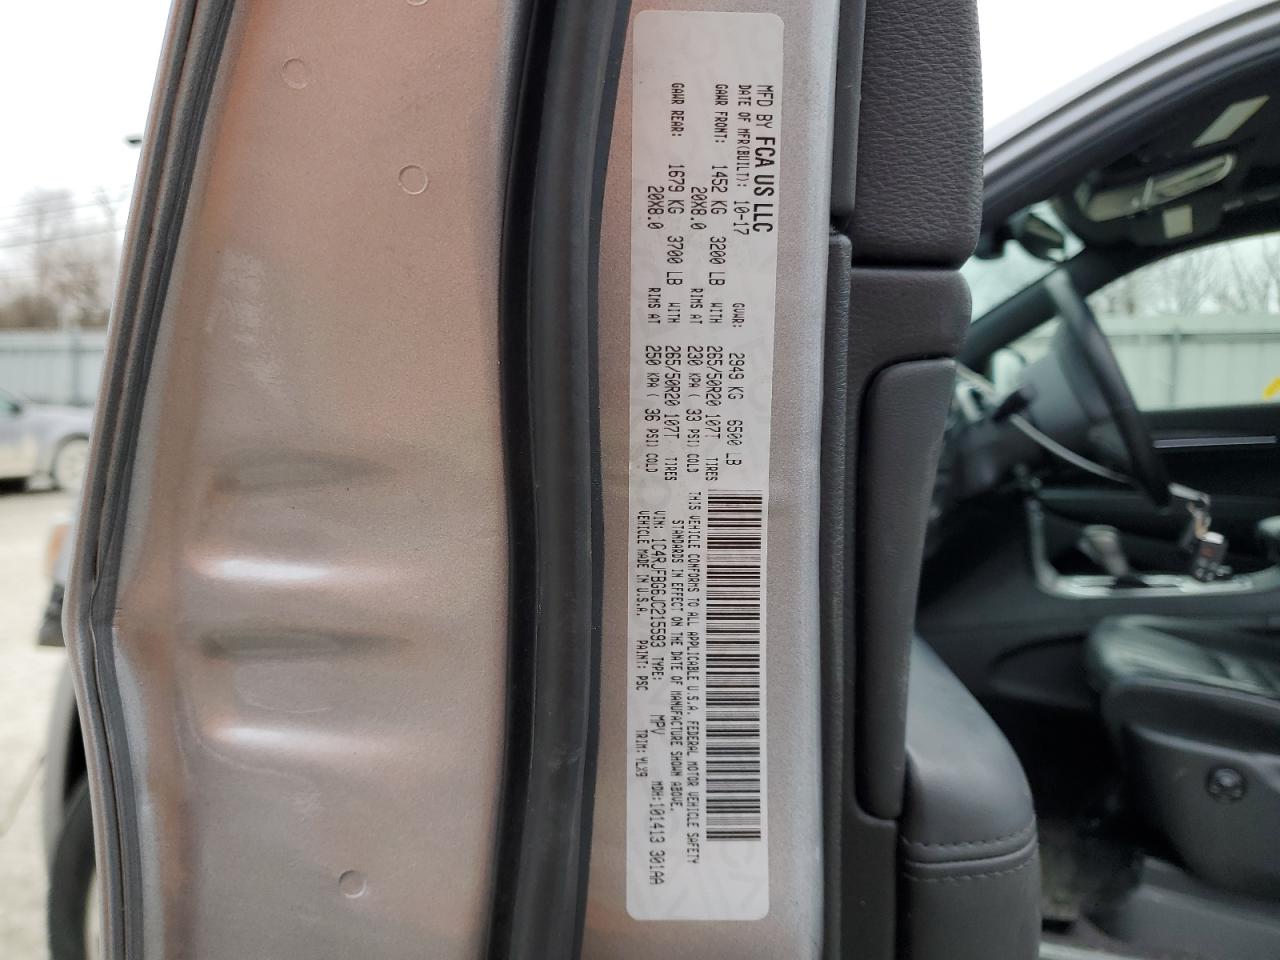 MFD BY FCA US LLC
DATE OF MFR(BUILT): 10-17 GVWR: 2949 KG 6500 LB
GAWR FRONT: 1452 KG 3200 LB WITH 265/50R20 107T TIRES
20X8.0 RIMS AT 230 KPA ( 33 PSI) COLD
GAWR REAR: 1679 KG 3700 LB WITH 265/50R20 107T TIRES
20X8.0 RIMS AT 250 KPA ( 36 PSI) COLD
THIS VEHICLE CONFORMS TO ALL APPLICABLE U.S.A. FEDERAL MOTOR VEHICLE SAFETY
STANDARDS IN EFFECT ON THE DATE OF MANUFACTURE SHOWN ABOVE.
VIN: 1C4RJFBG6JC215593 TYPE: MPV MDH:101413 301AA
VEHICLE MADE IN U.S.A. PAINT: PSC TRIM: YLX9